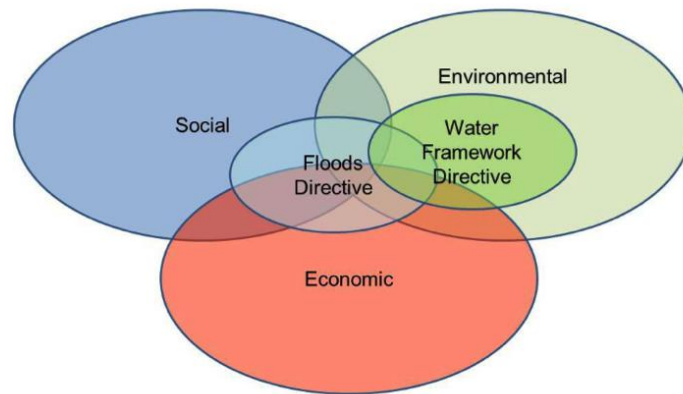 Environmental
Social
Water
Framework
Directive
Floods
Directive
Economic